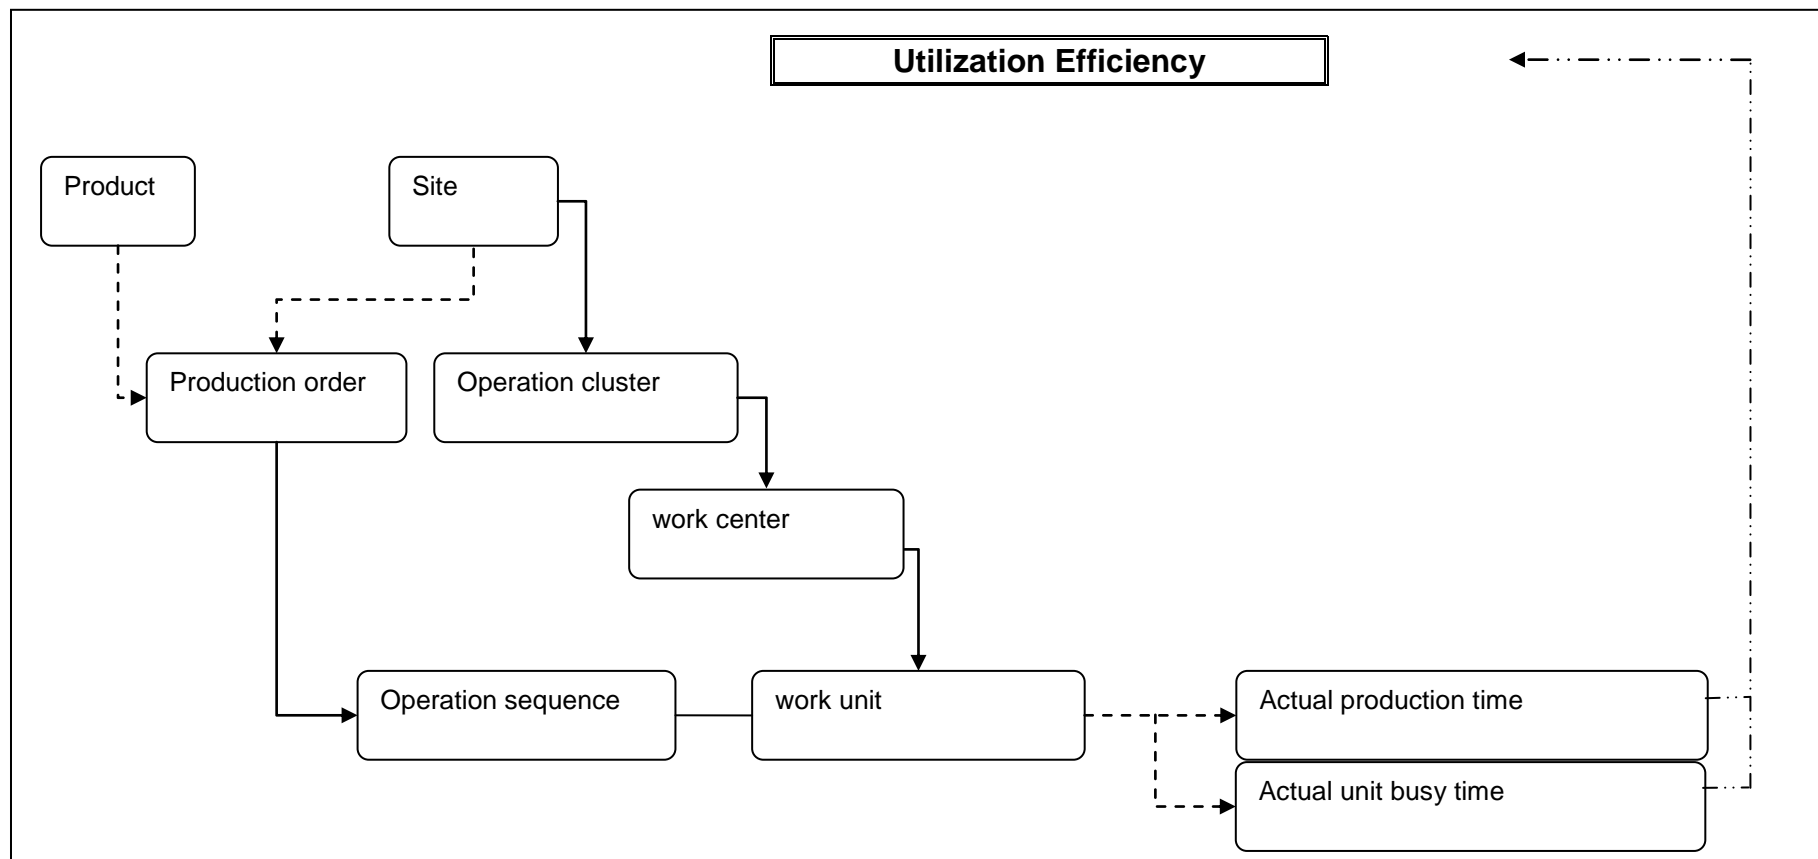 Utilization Efficiency
Product
Site
Production order
Operation cluster
work center
Operation sequence
work unit
Actual production time
Actual unit busy time